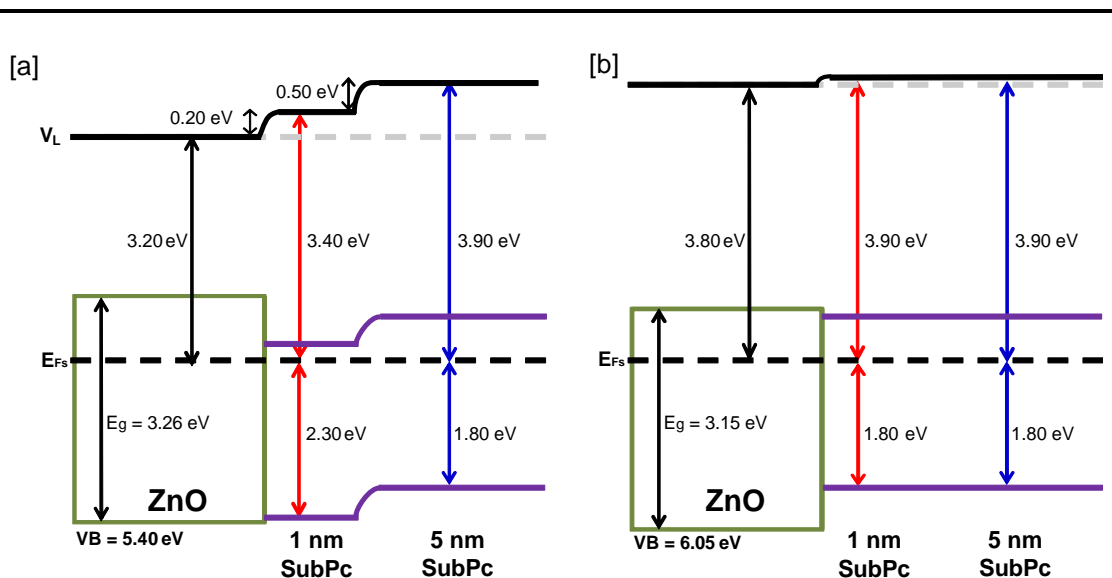 [a]
0.50 eV
0.20 eV
VL
3.20 eV
3.40 eV
3.90 eV
EFs
Eg = 3.26 eV
2.30 eV
1.80 eV
ZnO
VB = 5.40 eV
1 nm
SubPc
5 nm
SubPc
[b]
3.80 eV
3.90 eV
3.90 eV
EFs
Eg = 3.15 eV
1.80 eV
1.80 eV
ZnO
VB = 6.05 eV
1 nm
SubPc
5 nm
SubPc